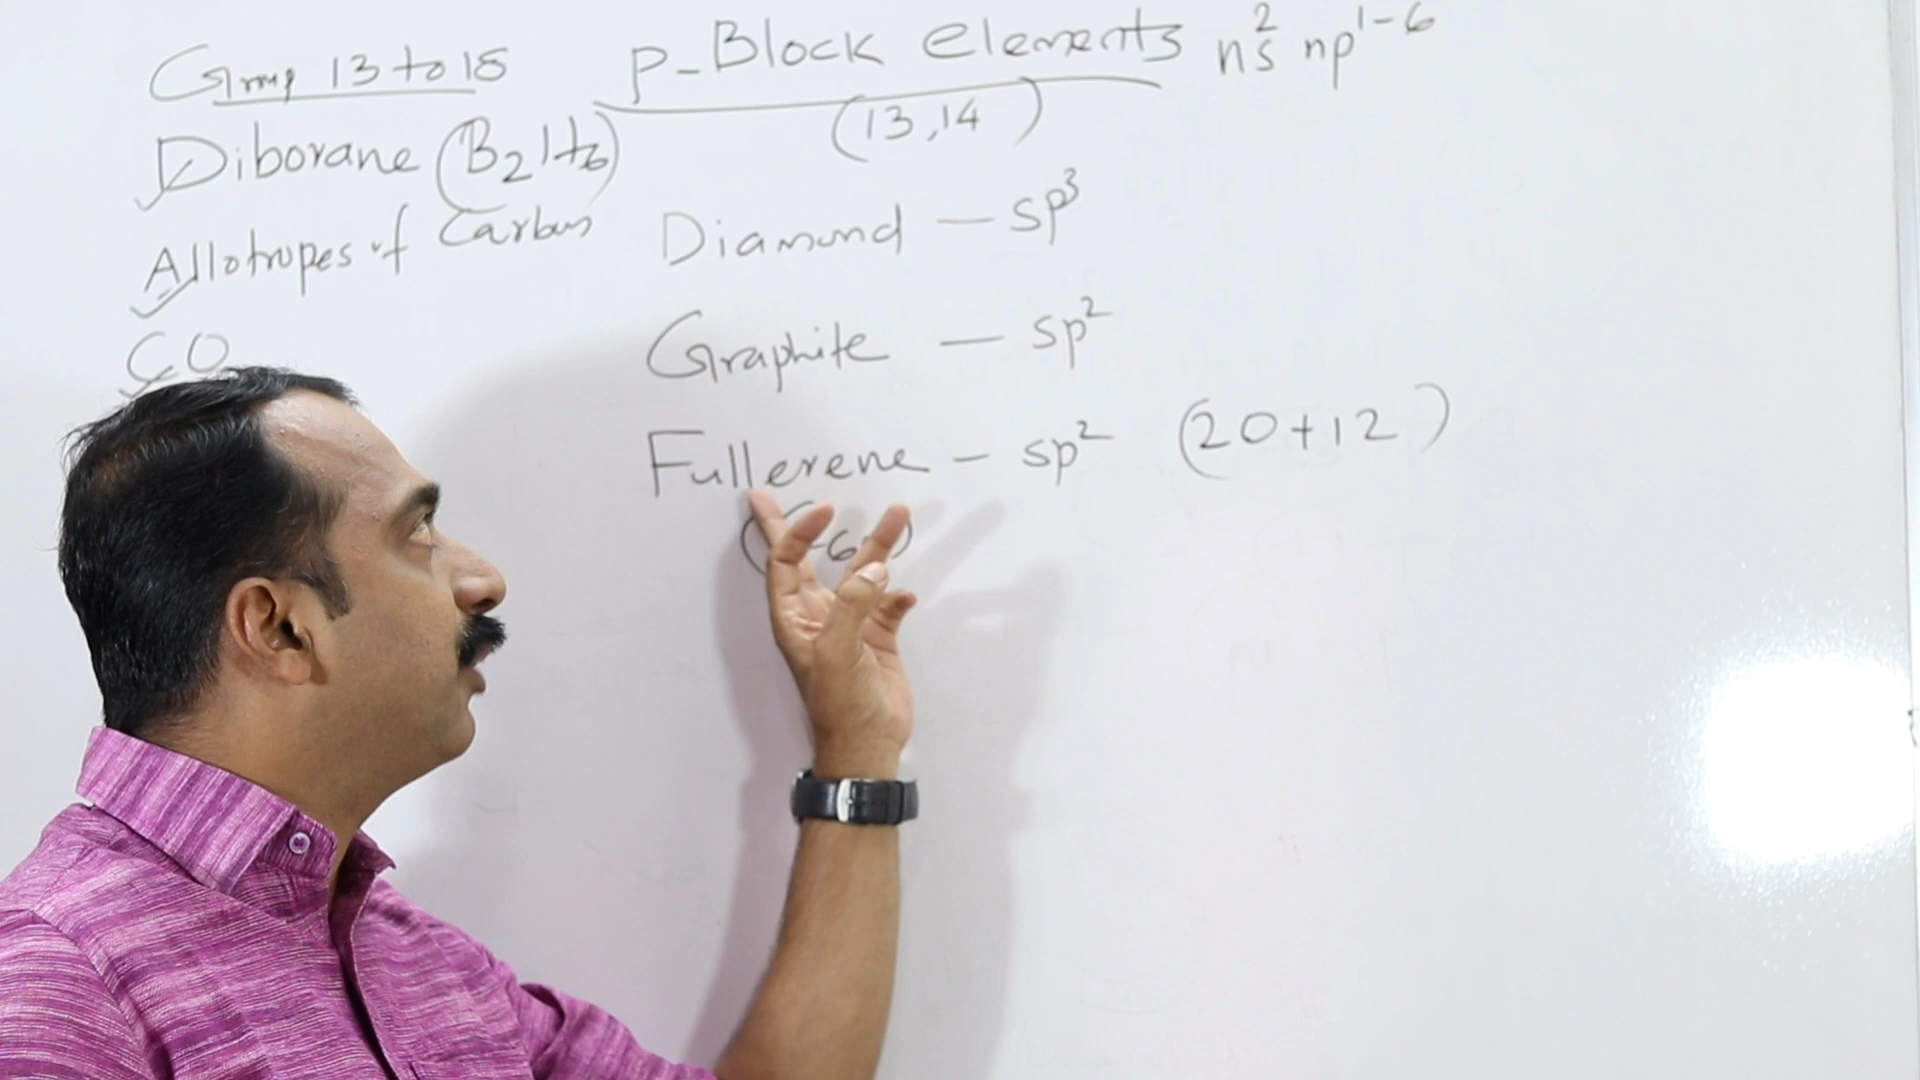 Group 13 to 18 P-Block elements ns² np¹⁻⁶
(13,14)
Diborane (B₂H₆)
Allotropes of Carbon
Diamond — sp³
CO
Graphite — sp²
Fullerene — sp² (20+12)